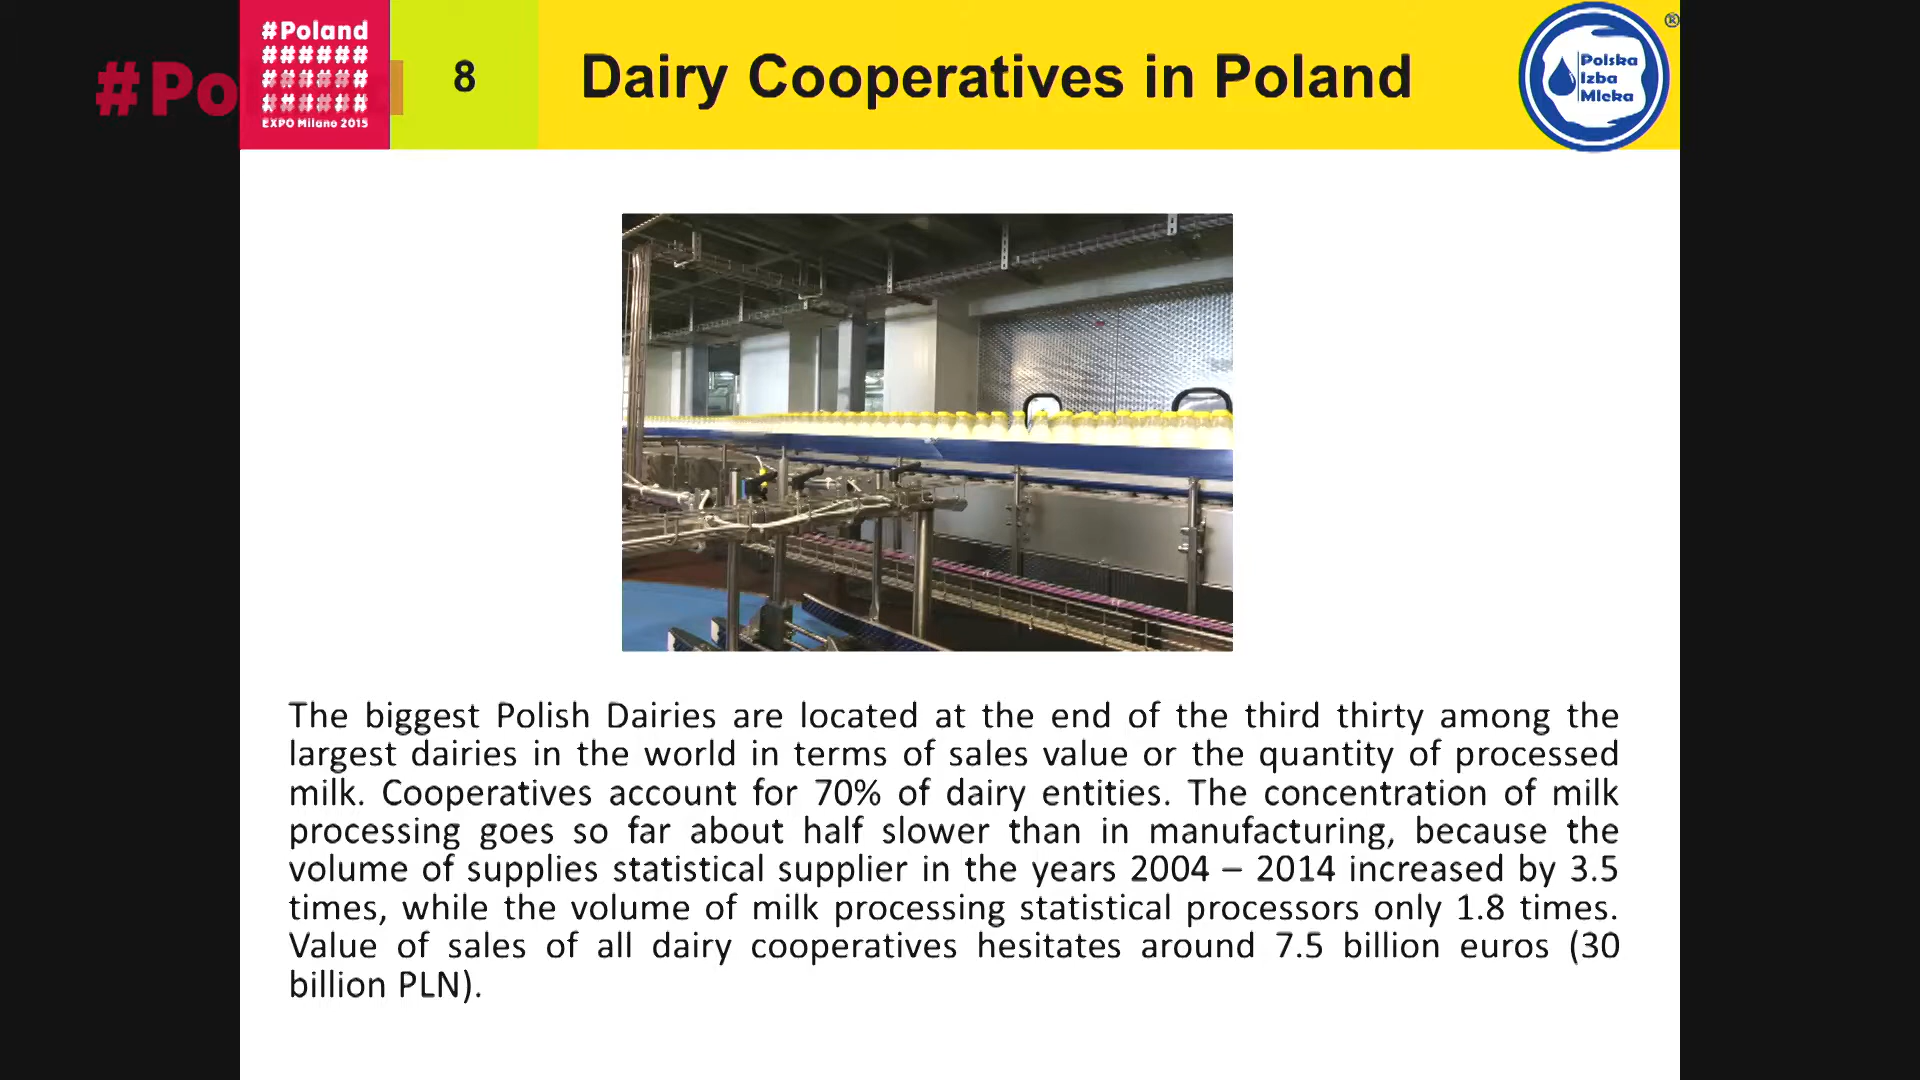 #Po
#Poland
######
######
######
EXPO Milano 2015
8
Dairy Cooperatives in Poland
®
Polska
Izba
Mleka
The biggest Polish Dairies are located at the end of the third thirty among the
largest dairies in the world in terms of sales value or the quantity of processed
milk. Cooperatives account for 70% of dairy entities. The concentration of milk
processing goes so far about half slower than in manufacturing, because the
volume of supplies statistical supplier in the years 2004 – 2014 increased by 3.5
times, while the volume of milk processing statistical processors only 1.8 times.
Value of sales of all dairy cooperatives hesitates around 7.5 billion euros (30
billion PLN).